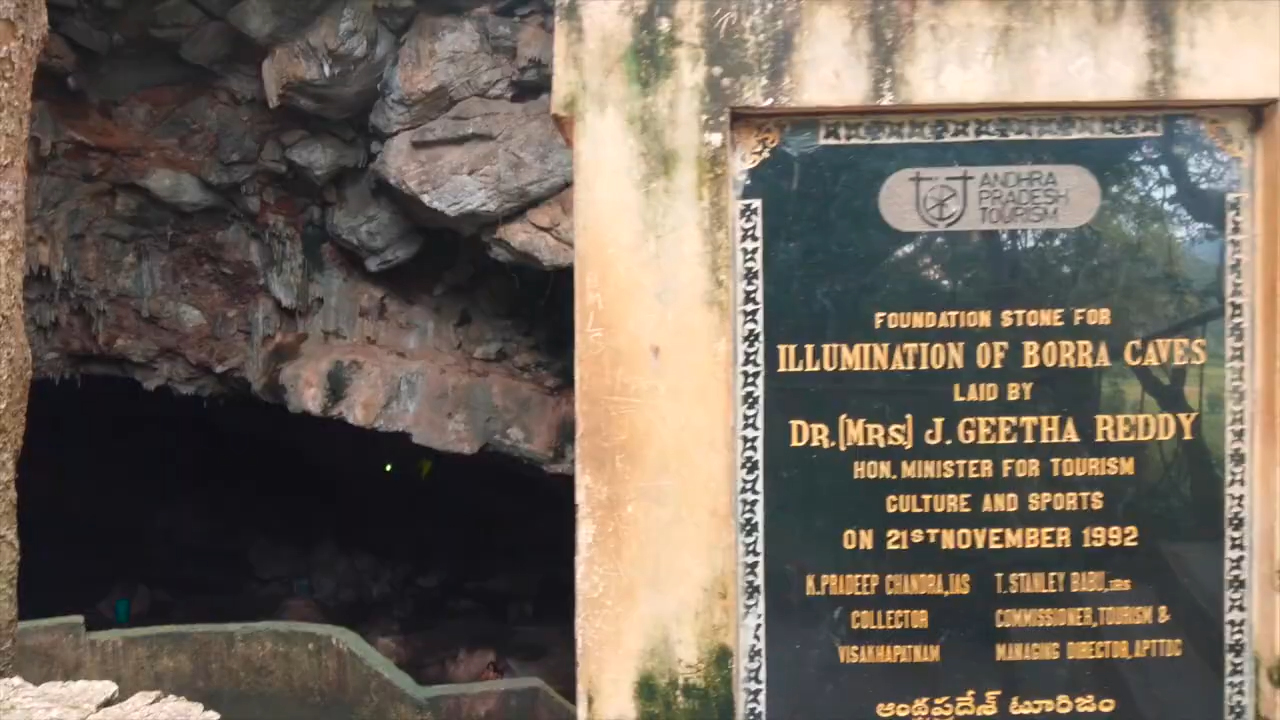 ANDHRA
PRADESH
TOURISM
FOUNDATION STONE FOR
ILLUMINATION OF BORRA CAVES
LAID BY
DR.(MRS.) J. GEETHA REDDY
HON. MINISTER FOR TOURISM
CULTURE AND SPORTS
ON 21ST NOVEMBER 1992
K.PRADEEP CHANDRA,IAS
COLLECTOR
VISAKHAPATNAM
T.STANLEY BABU,IRS
COMMISSIONER,TOURISM &
MANAGING DIRECTOR,APTTDC
ఆంధ్రప్రదేశ్ టూరిజం